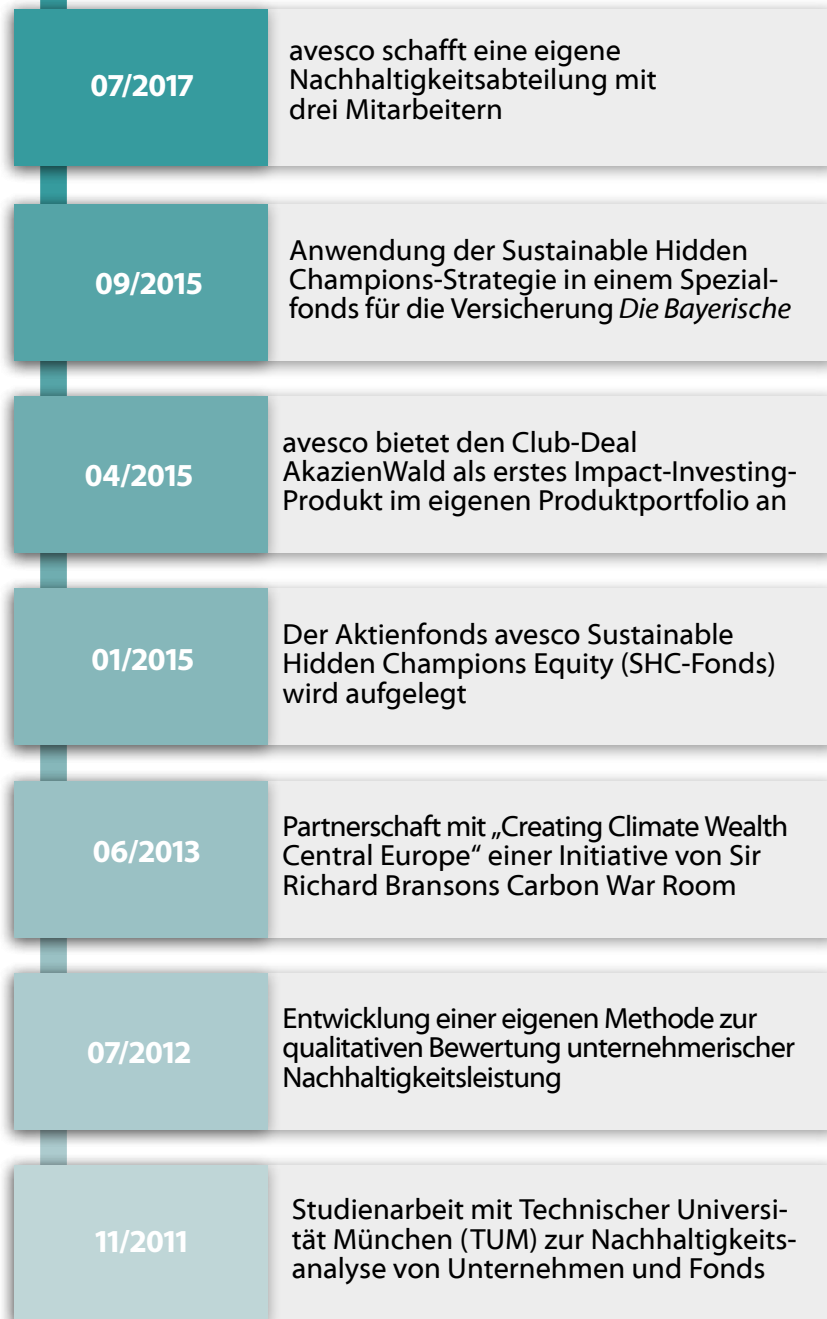 07/2017
avesco schafft eine eigene
Nachhaltigkeitsabteilung mit
drei Mitarbeitern
09/2015
Anwendung der Sustainable Hidden
Champions-Strategie in einem Spezial-
fonds für die Versicherung Die Bayerische
04/2015
avesco bietet den Club-Deal
AkazienWald als erstes Impact-Investing-
Produkt im eigenen Produktportfolio an
01/2015
Der Aktienfonds avesco Sustainable
Hidden Champions Equity (SHC-Fonds)
wird aufgelegt
06/2013
Partnerschaft mit „Creating Climate Wealth
Central Europe“ einer Initiative von Sir
Richard Bransons Carbon War Room
07/2012
Entwicklung einer eigenen Methode zur
qualitativen Bewertung unternehmerischer
Nachhaltigkeitsleistung
11/2011
Studienarbeit mit Technischer Universi-
tät München (TUM) zur Nachhaltigkeits-
analyse von Unternehmen und Fonds